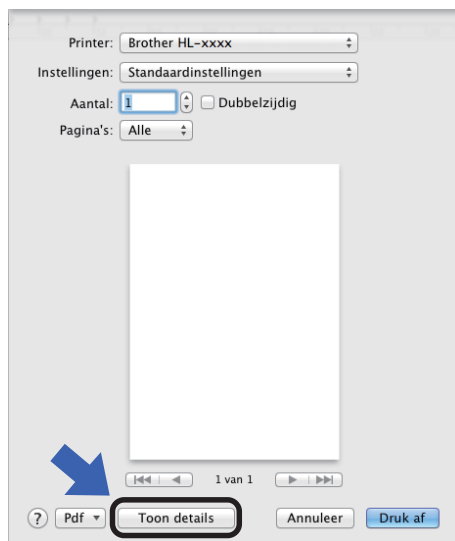 Printer: Brother HL-xxxx
Instellingen: Standaardinstellingen
Aantal: 1 Dubbelzijdig
Pagina's: Alle
1 van 1
? Pdf Toon details Annuleer Druk af